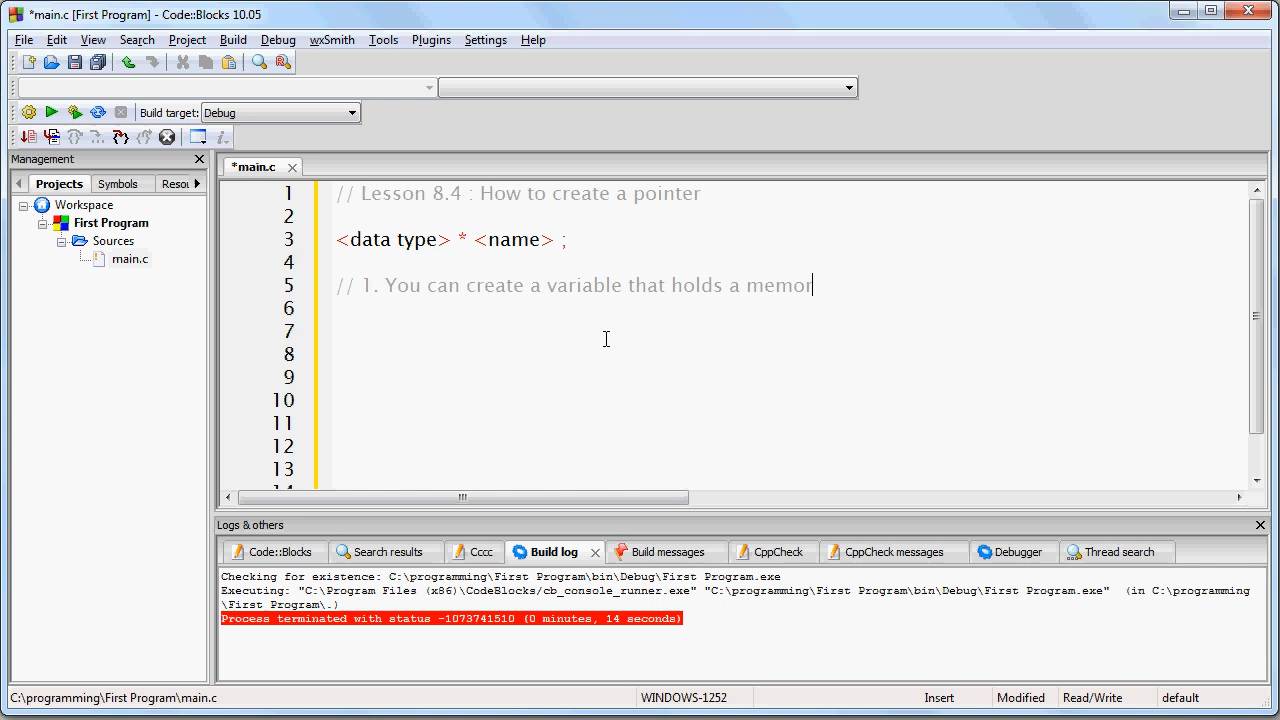 *main.c [First Program] - Code::Blocks 10.05
File Edit View Search Project Build Debug wxSmith Tools Plugins Settings Help
Build target: Debug
Management
*main.c
Projects Symbols Resou
Workspace
First Program
Sources
main.c
1 // Lesson 8.4 : How to create a pointer
2
3 <data type> * <name> ;
4
5 // 1. You can create a variable that holds a memor
6
7
8
9
10
11
12
13
14
Logs & others
Code::Blocks Search results Cccc Build log Build messages CppCheck CppCheck messages Debugger Thread search
Checking for existence: C:\programming\First Program\bin\Debug\First Program.exe
Executing: "C:\Program Files (x86)\CodeBlocks/cb_console_runner.exe" "C:\programming\First Program\bin\Debug\First Program.exe"  (in C:\programming
\First Program\.)
Process terminated with status -1073741510 (0 minutes, 14 seconds)
C:\programming\First Program\main.c WINDOWS-1252 Insert Modified Read/Write default